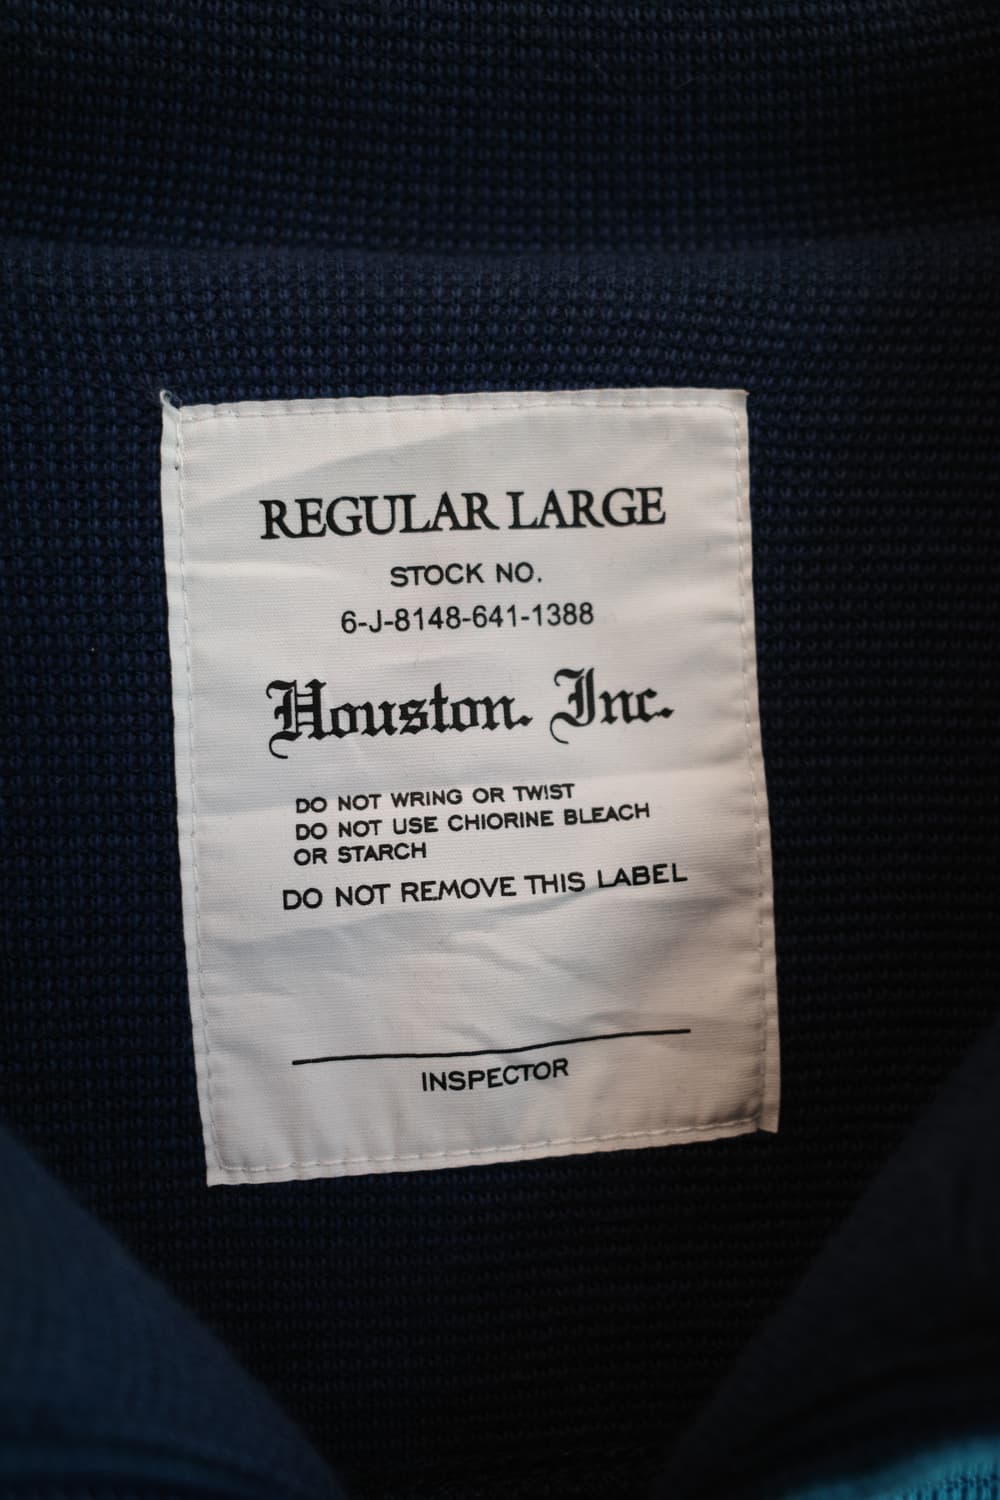 REGULAR LARGE
STOCK NO.
6-J-8148-641-1388
Houston. Inc.
DO NOT WRING OR TWIST
DO NOT USE CHIORINE BLEACH
OR STARCH
DO NOT REMOVE THIS LABEL
INSPECTOR